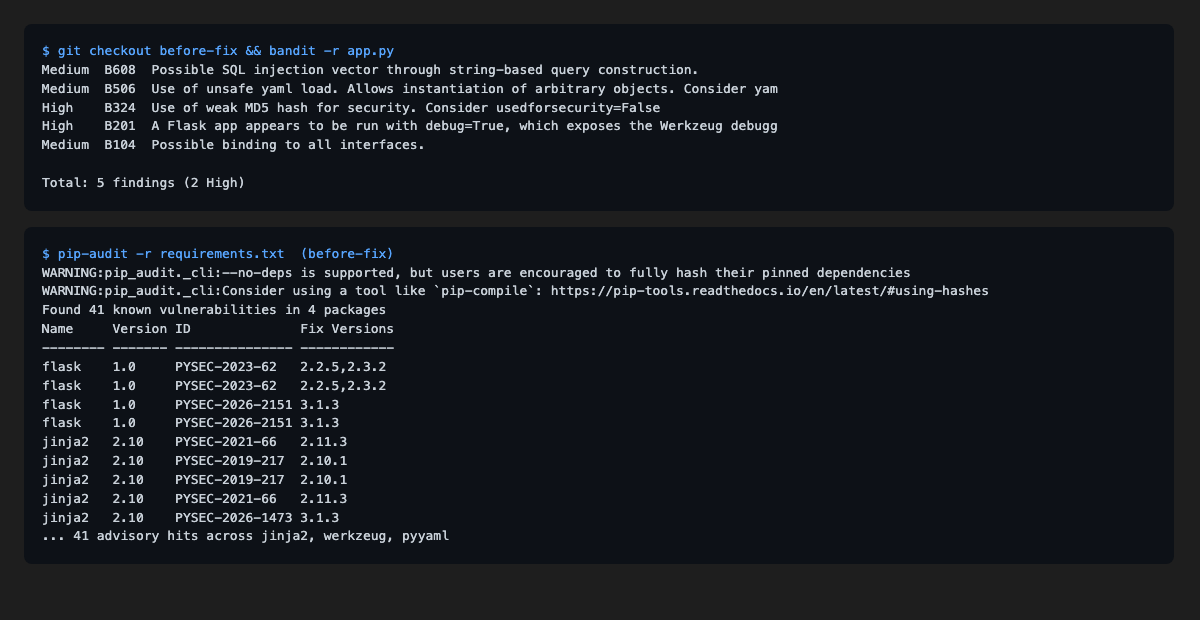 $ git checkout before-fix && bandit -r app.py
Medium  B608  Possible SQL injection vector through string-based query construction.
Medium  B506  Use of unsafe yaml load. Allows instantiation of arbitrary objects. Consider yam
High    B324  Use of weak MD5 hash for security. Consider usedforsecurity=False
High    B201  A Flask app appears to be run with debug=True, which exposes the Werkzeug debugg
Medium  B104  Possible binding to all interfaces.
Total: 5 findings (2 High)
$ pip-audit -r requirements.txt  (before-fix)
WARNING:pip_audit._cli:--no-deps is supported, but users are encouraged to fully hash their pinned dependencies
WARNING:pip_audit._cli:Consider using a tool like `pip-compile`: https://pip-tools.readthedocs.io/en/latest/#using-hashes
Found 41 known vulnerabilities in 4 packages
Name     Version ID              Fix Versions
-------- ------- --------------- ------------
flask    1.0     PYSEC-2023-62   2.2.5,2.3.2
flask    1.0     PYSEC-2023-62   2.2.5,2.3.2
flask    1.0     PYSEC-2026-2151 3.1.3
flask    1.0     PYSEC-2026-2151 3.1.3
jinja2   2.10    PYSEC-2021-66   2.11.3
jinja2   2.10    PYSEC-2019-217  2.10.1
jinja2   2.10    PYSEC-2019-217  2.10.1
jinja2   2.10    PYSEC-2021-66   2.11.3
jinja2   2.10    PYSEC-2026-1473 3.1.3
... 41 advisory hits across jinja2, werkzeug, pyyaml